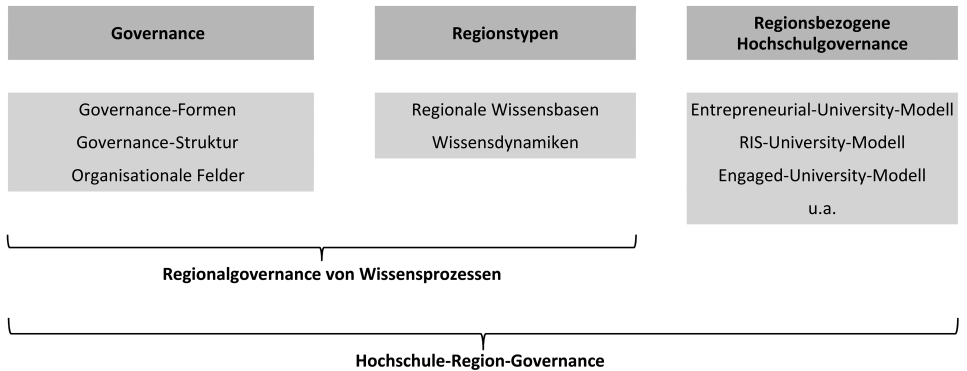 Governance
Regionstypen
Regionsbezogene
Hochschulgovernance
Governance-Formen
Governance-Struktur
Organisationale Felder
Regionale Wissensbasen
Wissensdynamiken
Entrepreneurial-University-Modell
RIS-University-Modell
Engaged-University-Modell
u.a.
Regionalgovernance von Wissensprozessen
Hochschule-Region-Governance